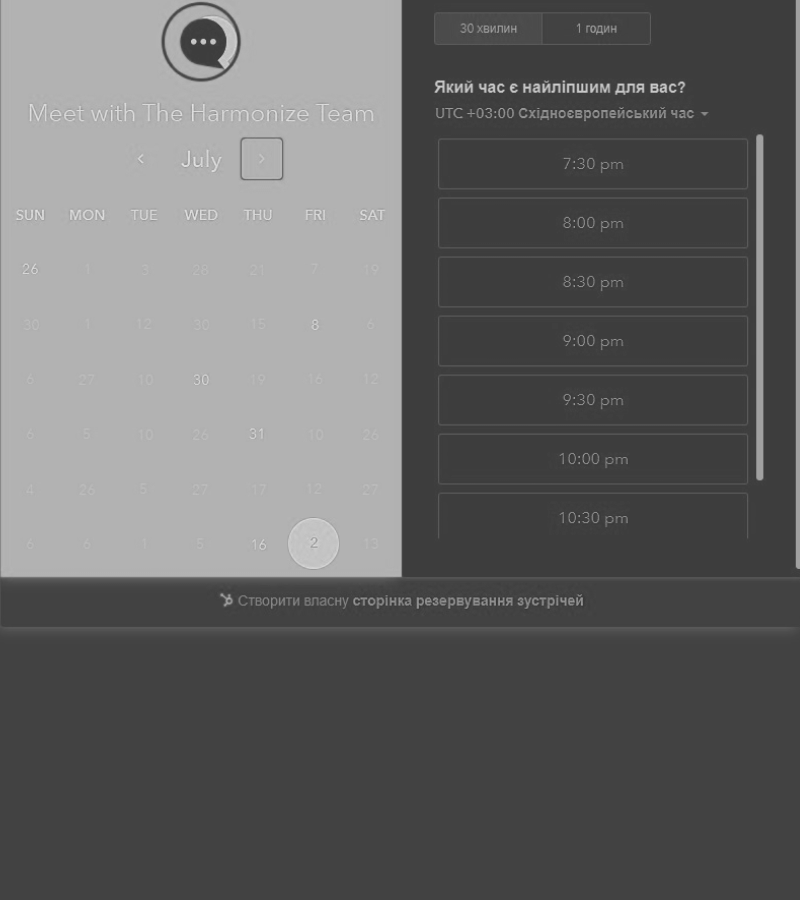 30 хвилин 1 годин
Який час є найліпшим для вас?
UTC +03:00 Східноєвропейський час
Meet with The Harmonize Team
July
SUN MON TUE WED THU FRI SAT
26 1 3 28 21 7 19
30 1 12 30 15 8 6
6 27 10 30 19 16 12
6 5 10 26 31 10 26
4 26 5 27 17 12 27
6 6 1 5 16 2 13
7:30 pm
8:00 pm
8:30 pm
9:00 pm
9:30 pm
10:00 pm
10:30 pm
Створити власну сторінка резервування зустрічей